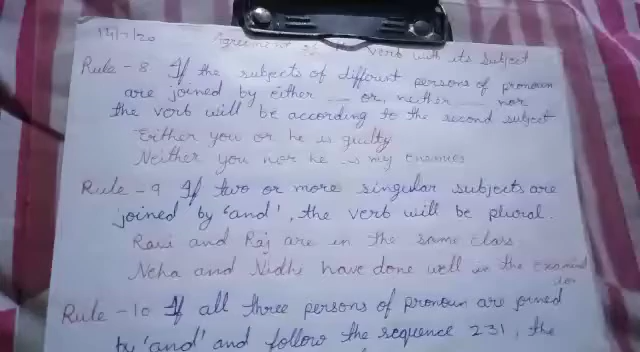 14/7/20
Agreement of the verb with its subject
Rule - 8 If the subjects of different persons of pronoun
are joined by either __ or, neither __ nor
the verb will be according to the second subject
Either you or he is guilty
Neither you nor he is my enemies
Rule - 9 If two or more singular subjects are
joined by 'and', the verb will be plural.
Ravi and Raj are in the same class
Neha and Nidhi have done well in the examination
Rule - 10 If all three persons of pronoun are joined
by 'and' and follow the sequence 231, the